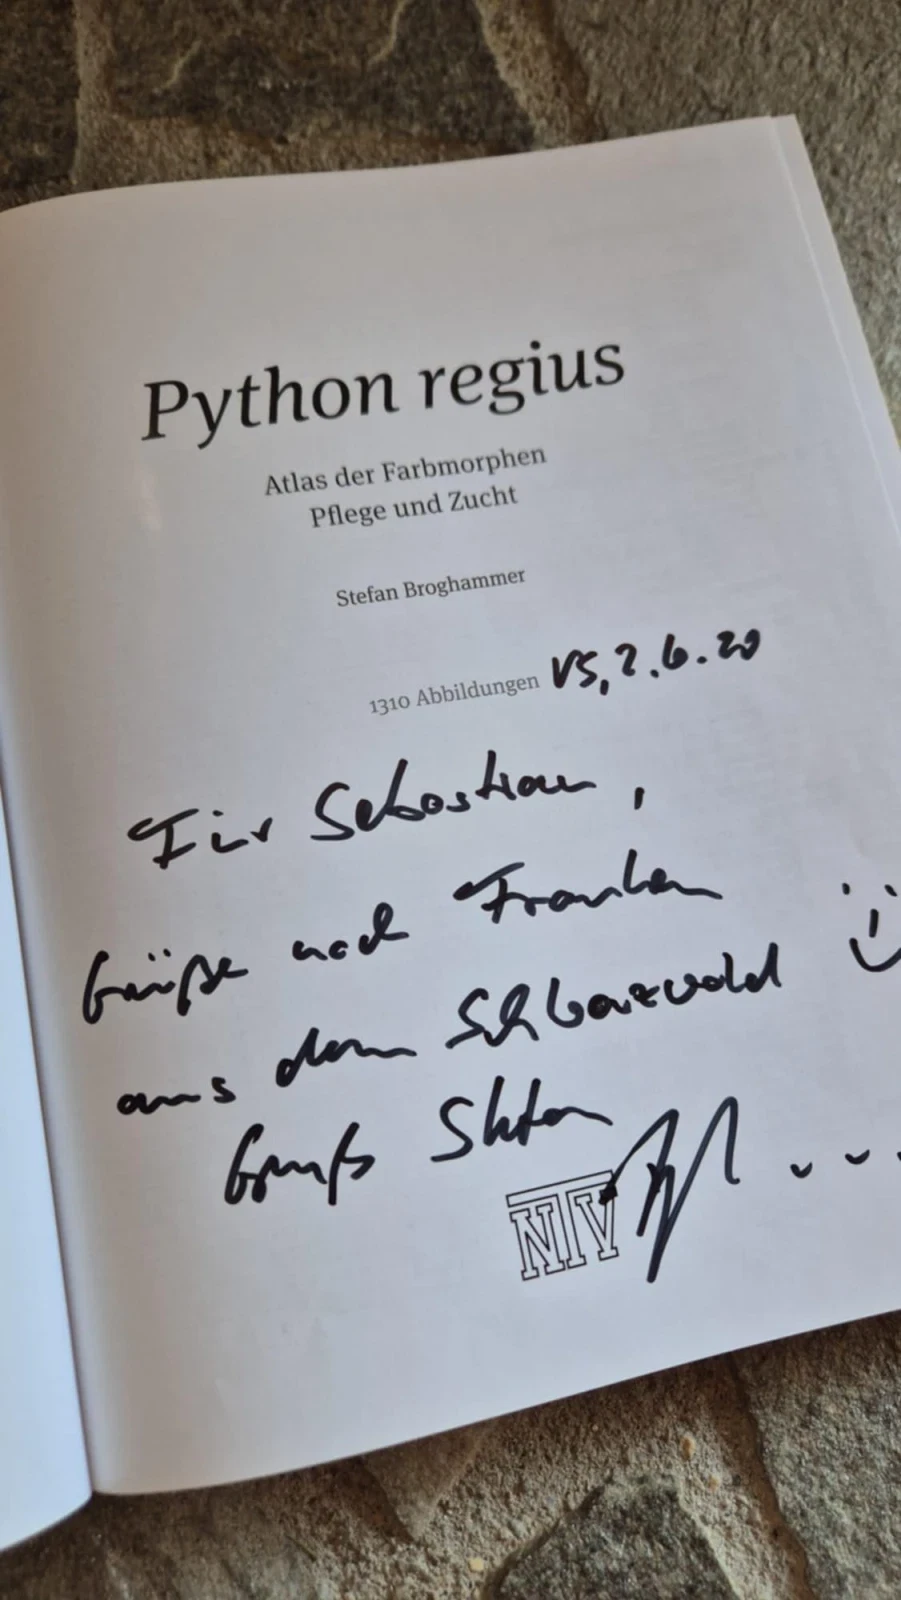 Python regius
Atlas der Farbmorphen
Pflege und Zucht
Stefan Broghammer
1310 Abbildungen VS, 2.6.20
Für Sebastian,
Grüße nach Franken
aus dem Schwarzwald
Gruß Stefan
NTV